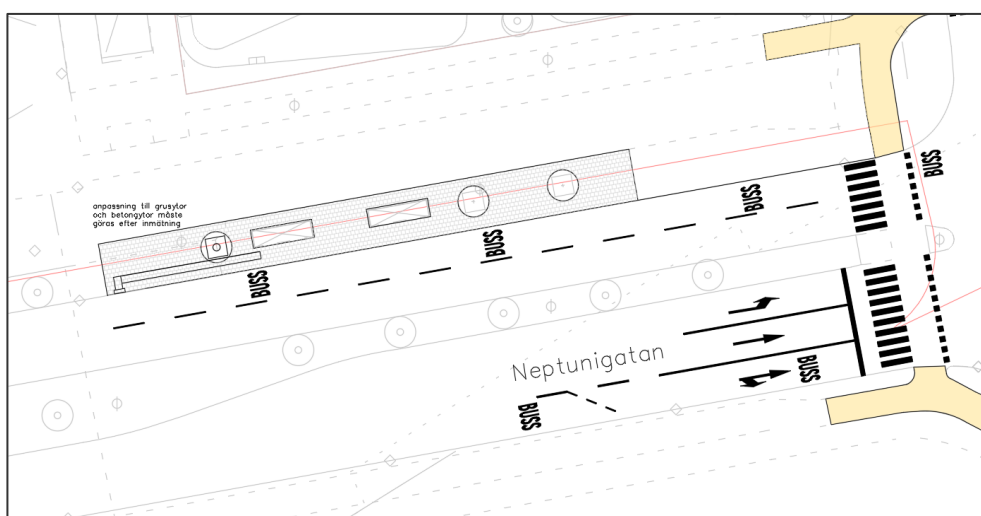 BUSS
BUSS
anpassning till grusytor
och betongytor måste
göras efter inmätning
BUSS
BUSS
Neptunigatan
BUSS
BUSS